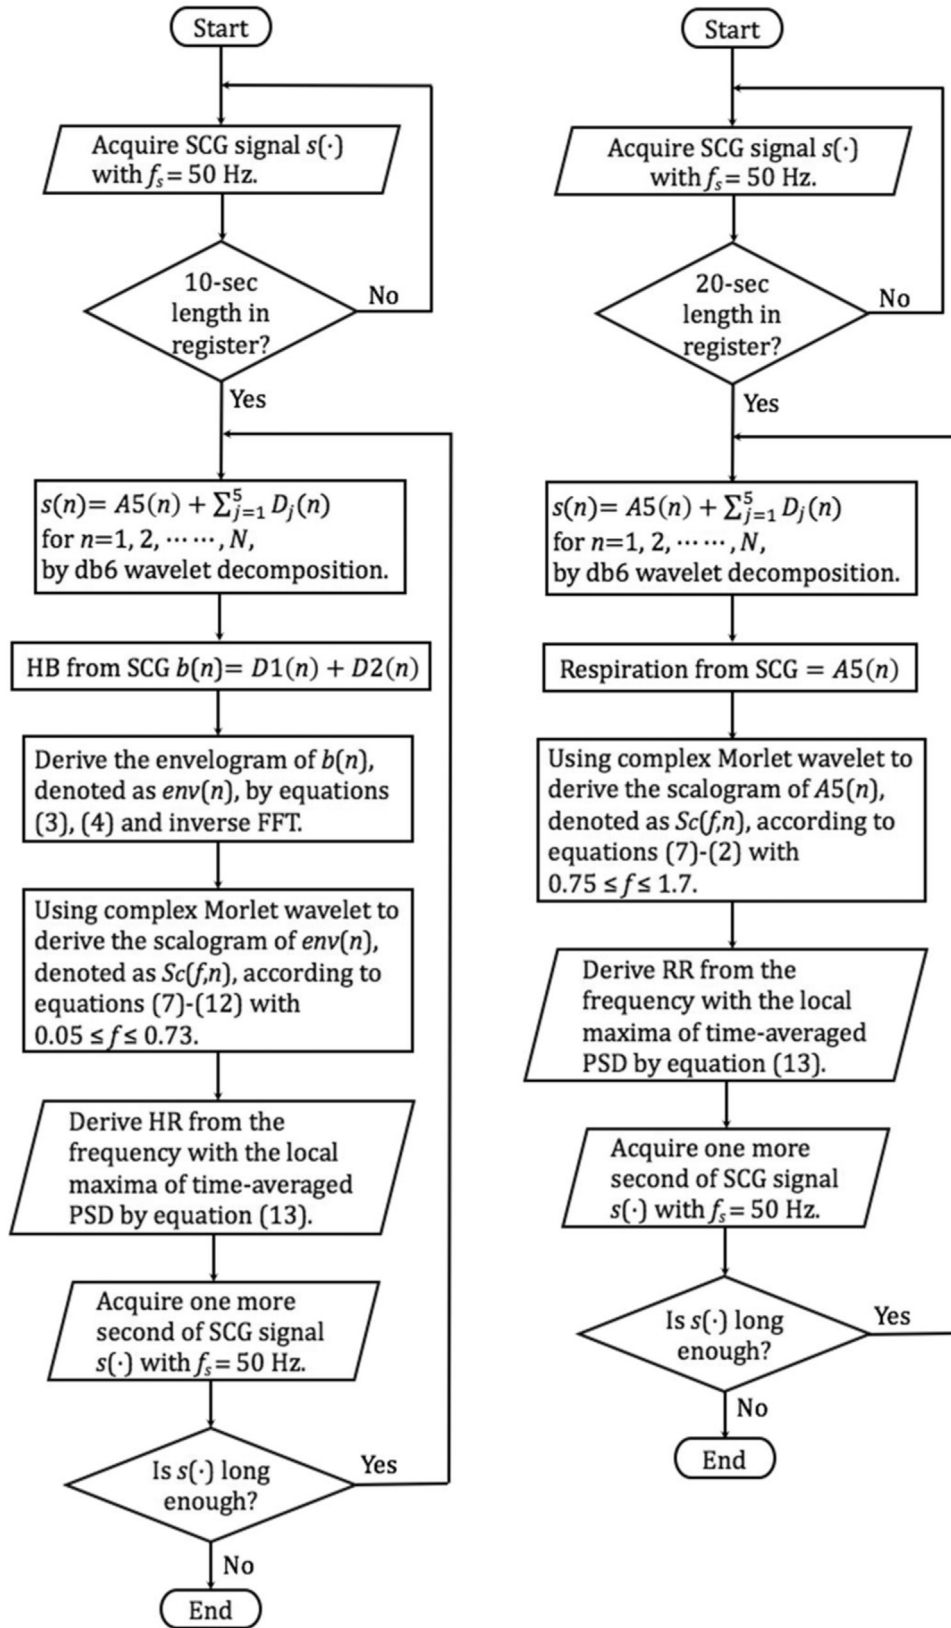 Start
Acquire SCG signal s(·)
with fₛ = 50 Hz.
10-sec
length in
register?
No
Yes
s(n)= A5(n) + ∑⁵ⱼ₌₁ Dⱼ(n)
for n=1, 2, ⋯ ⋯, N,
by db6 wavelet decomposition.
HB from SCG b(n)= D1(n) + D2(n)
Derive the envelogram of b(n),
denoted as env(n), by equations
(3), (4) and inverse FFT.
Using complex Morlet wavelet to
derive the scalogram of env(n),
denoted as Sc(f,n), according to
equations (7)-(12) with
0.05 ≤ f ≤ 0.73.
Derive HR from the
frequency with the local
maxima of time-averaged
PSD by equation (13).
Acquire one more
second of SCG signal
s(·) with fₛ = 50 Hz.
Is s(·) long
enough?
Yes
No
End
Start
Acquire SCG signal s(·)
with fₛ = 50 Hz.
20-sec
length in
register?
No
Yes
s(n)= A5(n) + ∑⁵ⱼ₌₁ Dⱼ(n)
for n=1, 2, ⋯ ⋯, N,
by db6 wavelet decomposition.
Respiration from SCG = A5(n)
Using complex Morlet wavelet to
derive the scalogram of A5(n),
denoted as Sc(f,n), according to
equations (7)-(2) with
0.75 ≤ f ≤ 1.7.
Derive RR from the
frequency with the local
maxima of time-averaged
PSD by equation (13).
Acquire one more
second of SCG signal
s(·) with fₛ = 50 Hz.
Is s(·) long
enough?
Yes
No
End